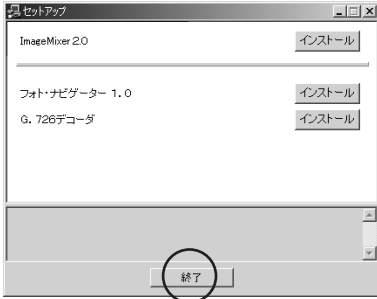 セットアップ
ImageMixer 2.0 インストール
フォト・ナビゲーター 1.0 インストール
G. 726デコーダ インストール
終了